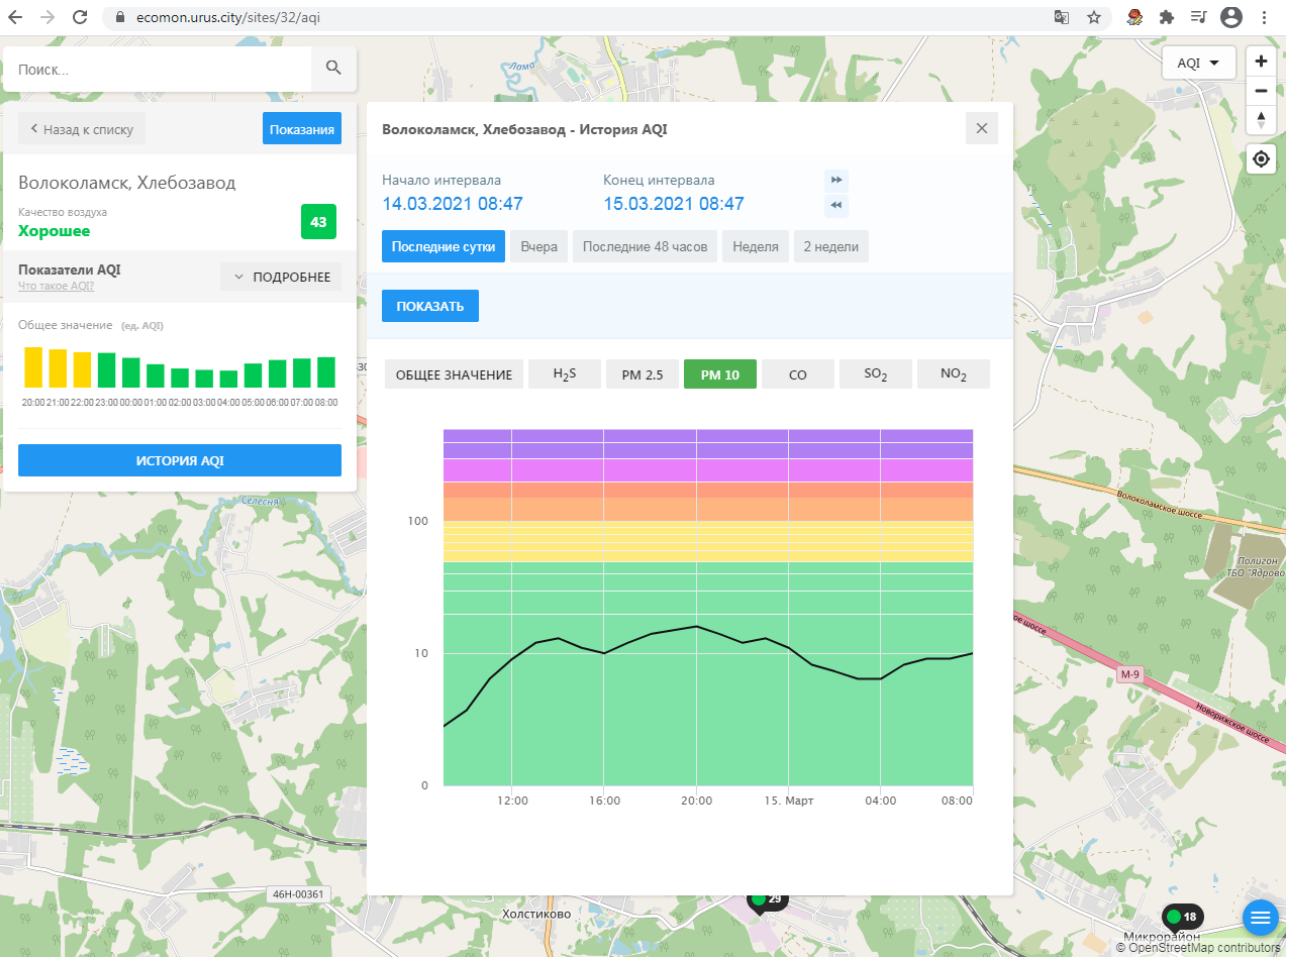 ecomon.urus.city/sites/32/aqi
Поиск...
AQI
Лама
Назад к списку
Показания
Волоколамск, Хлебозавод
Качество воздуха
Хорошее
43
Показатели AQI
Что такое AQI?
ПОДРОБНЕЕ
Общее значение (ед. AQI)
20:00 21:00 22:00 23:00 00:00 01:00 02:00 03:00 04:00 05:00 06:00 07:00 08:00
ИСТОРИЯ AQI
Волоколамск, Хлебозавод - История AQI
Начало интервала
Конец интервала
14.03.2021 08:47
15.03.2021 08:47
Последние сутки
Вчера
Последние 48 часов
Неделя
2 недели
ПОКАЗАТЬ
ОБЩЕЕ ЗНАЧЕНИЕ
H2S
PM 2.5
PM 10
CO
SO2
NO2
100
10
0
12:00
16:00
20:00
15. Март
04:00
08:00
Селесня
Волоколамское шоссе
Полигон
ТБО "Ядрово
М-9
Новорижское шоссе
46Н-00361
Холстиково
29
18
Микрорайон
© OpenStreetMap contributors